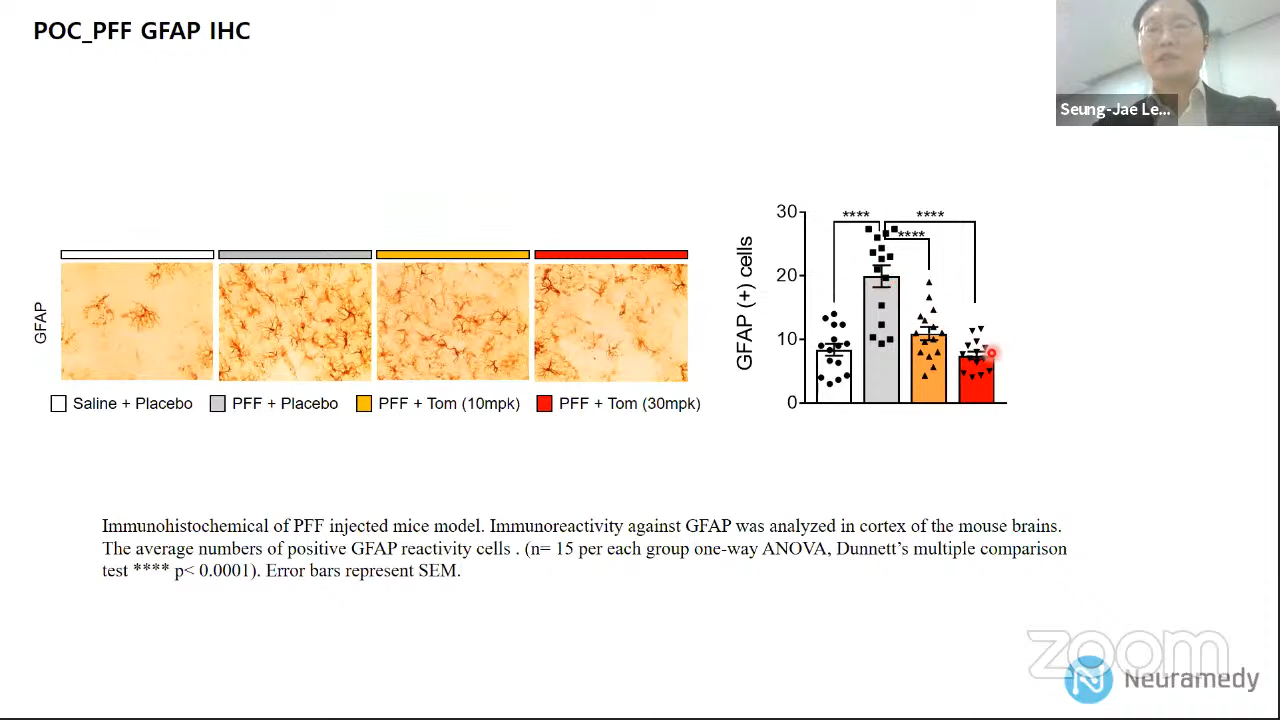 POC_PFF GFAP IHC
Seung-Jae Le...
GFAP
Saline + Placebo
PFF + Placebo
PFF + Tom (10mpk)
PFF + Tom (30mpk)
GFAP (+) cells
30
20
10
0
****
****
****
Immunohistochemical of PFF injected mice model. Immunoreactivity against GFAP was analyzed in cortex of the mouse brains.
The average numbers of positive GFAP reactivity cells . (n= 15 per each group one-way ANOVA, Dunnett’s multiple comparison
test **** p< 0.0001). Error bars represent SEM.
zoom
Neuramedy